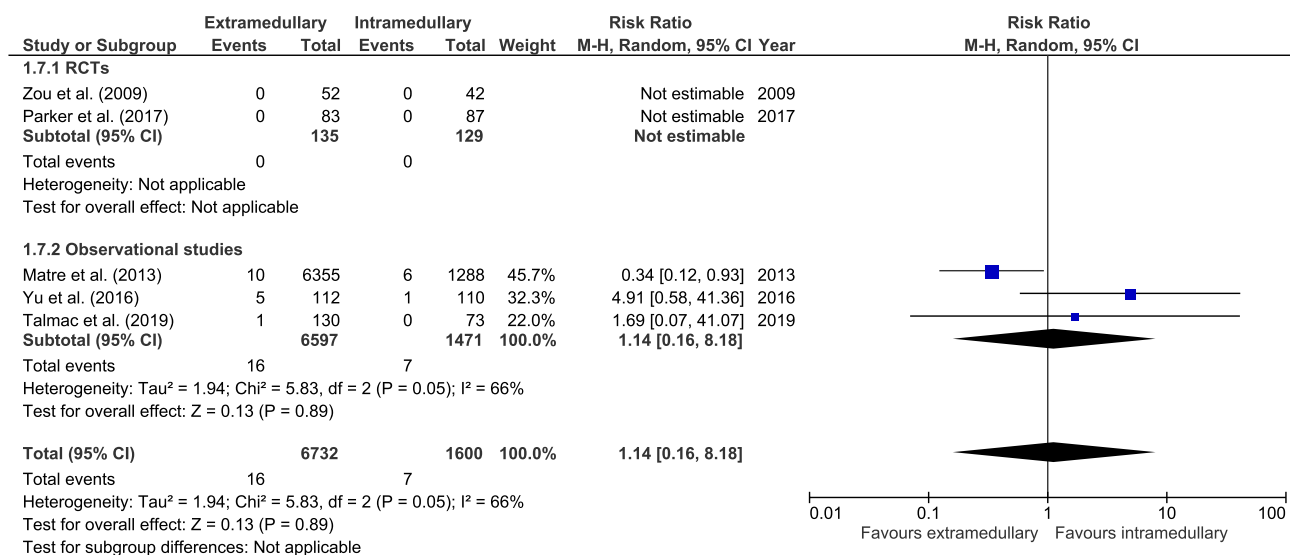 Extramedullary Intramedullary Risk Ratio Risk Ratio
Study or Subgroup Events Total Events Total Weight M-H, Random, 95% CI Year M-H, Random, 95% CI
1.7.1 RCTs
Zou et al. (2009) 0 52 0 42 Not estimable 2009
Parker et al. (2017) 0 83 0 87 Not estimable 2017
Subtotal (95% CI) 135 129 Not estimable
Total events 0 0
Heterogeneity: Not applicable
Test for overall effect: Not applicable
1.7.2 Observational studies
Matre et al. (2013) 10 6355 6 1288 45.7% 0.34 [0.12, 0.93] 2013
Yu et al. (2016) 5 112 1 110 32.3% 4.91 [0.58, 41.36] 2016
Talmac et al. (2019) 1 130 0 73 22.0% 1.69 [0.07, 41.07] 2019
Subtotal (95% CI) 6597 1471 100.0% 1.14 [0.16, 8.18]
Total events 16 7
Heterogeneity: Tau² = 1.94; Chi² = 5.83, df = 2 (P = 0.05); I² = 66%
Test for overall effect: Z = 0.13 (P = 0.89)
Total (95% CI) 6732 1600 100.0% 1.14 [0.16, 8.18]
Total events 16 7
Heterogeneity: Tau² = 1.94; Chi² = 5.83, df = 2 (P = 0.05); I² = 66%
Test for overall effect: Z = 0.13 (P = 0.89)
Test for subgroup differences: Not applicable
0.01 0.1 1 10 100
Favours extramedullary Favours intramedullary